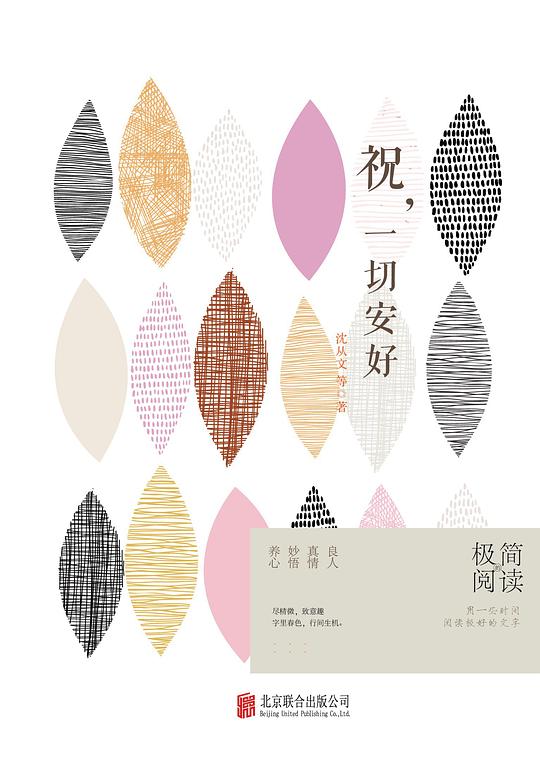 祝，一切安好
沈从文 等 著
养心 妙悟 真情 良人
极简阅读
尽精微，致意趣
字里春色，行间生机。
用一些时间
阅读极好的文字
北京联合出版公司
Beijing United Publishing Co.,Ltd.